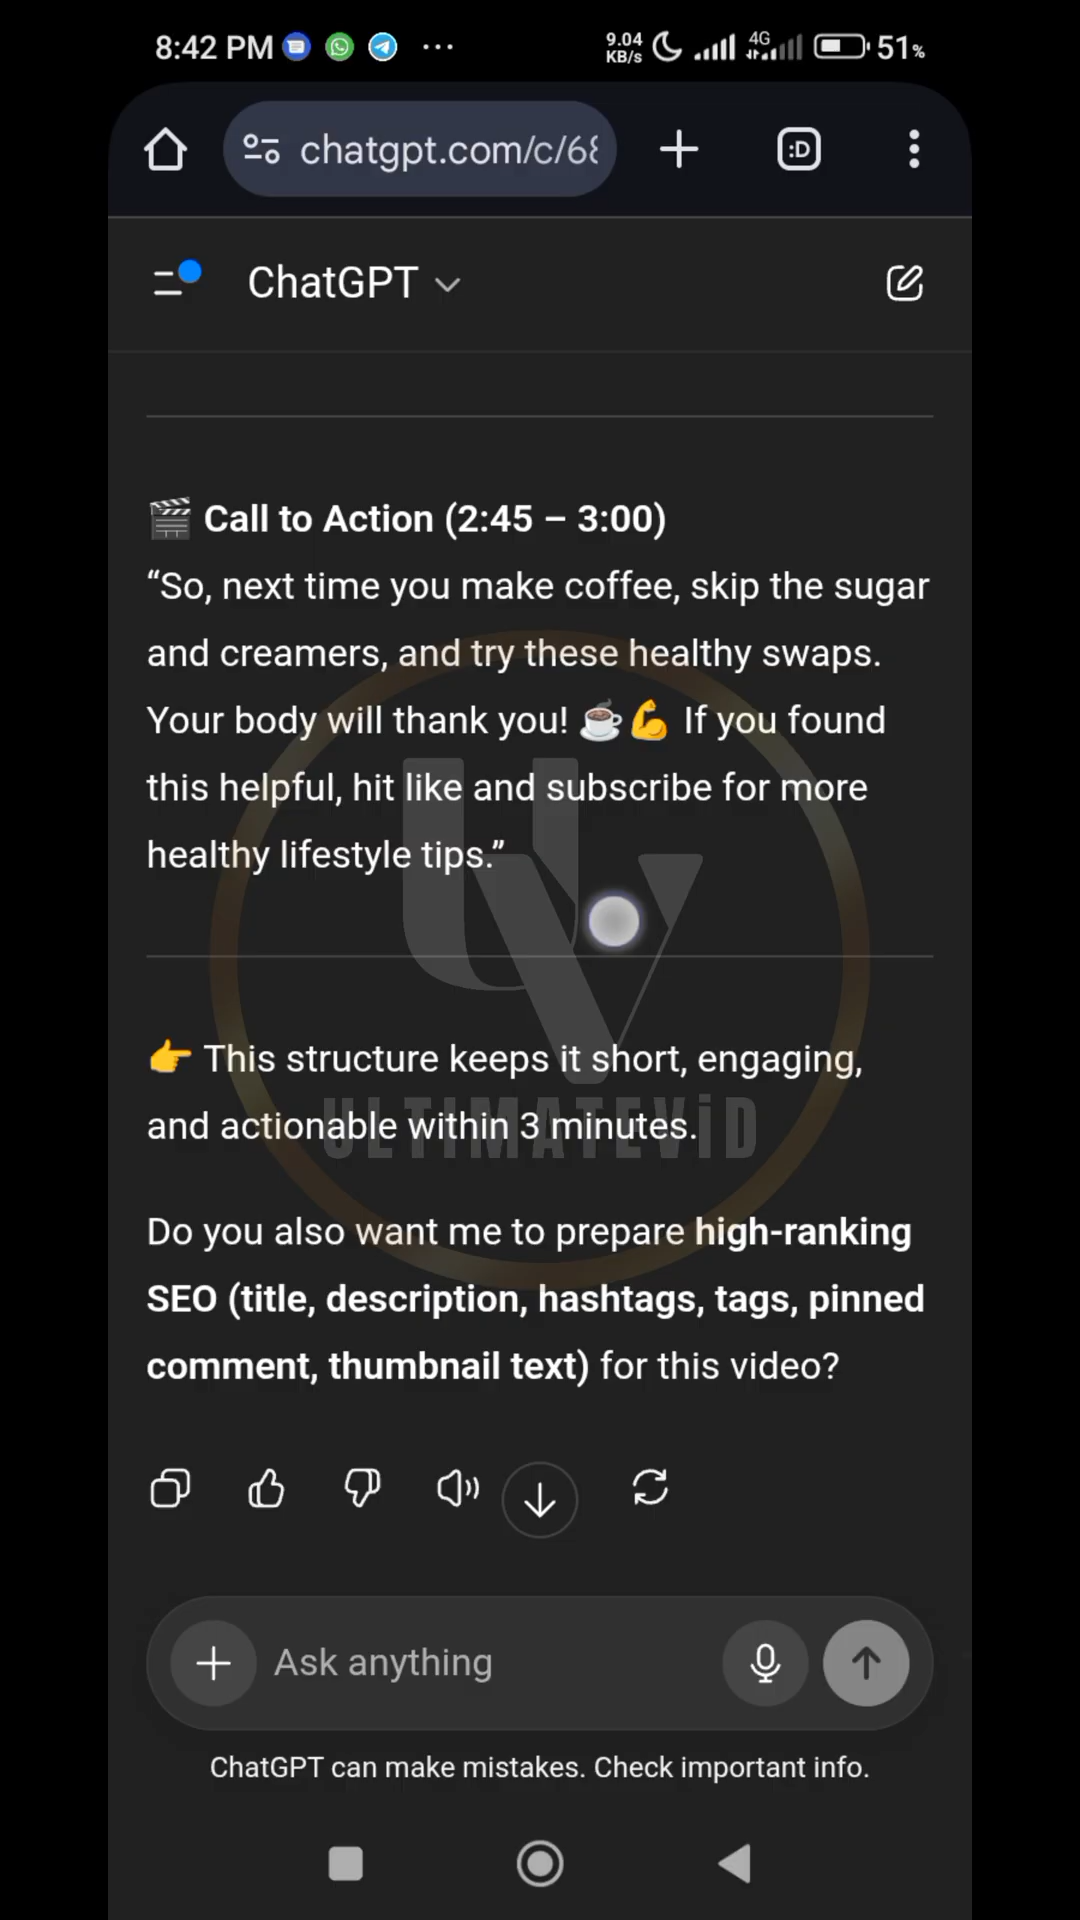 8:42 PM ... 9.04 KB/s 4G 51%
chatgpt.com/c/68
:D
ChatGPT
🎬 Call to Action (2:45 – 3:00)
“So, next time you make coffee, skip the sugar
and creamers, and try these healthy swaps.
Your body will thank you! ☕💪 If you found
this helpful, hit like and subscribe for more
healthy lifestyle tips.”
UV
👉 This structure keeps it short, engaging,
and actionable within 3 minutes.
ULTIMATEViD
Do you also want me to prepare high-ranking
SEO (title, description, hashtags, tags, pinned
comment, thumbnail text) for this video?
Ask anything
ChatGPT can make mistakes. Check important info.